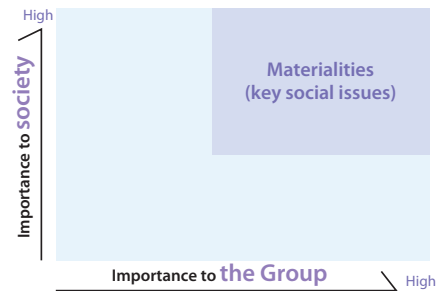 High
Importance to society
Materialities
(key social issues)
Importance to the Group
High